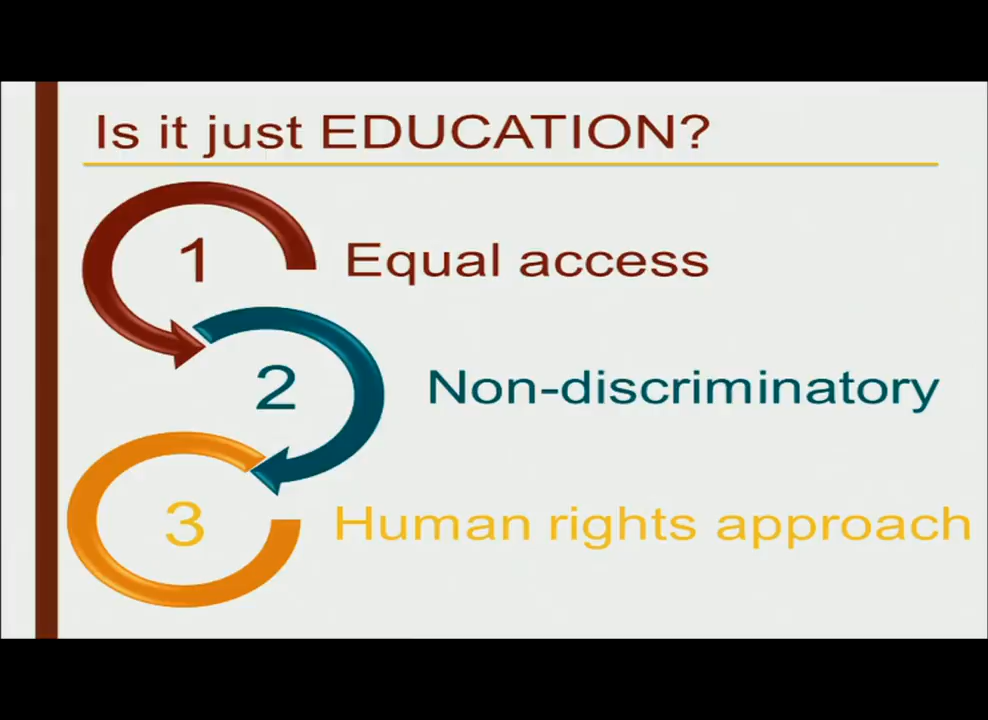 Is it just EDUCATION?
1
Equal access
2
Non-discriminatory
3
Human rights approach